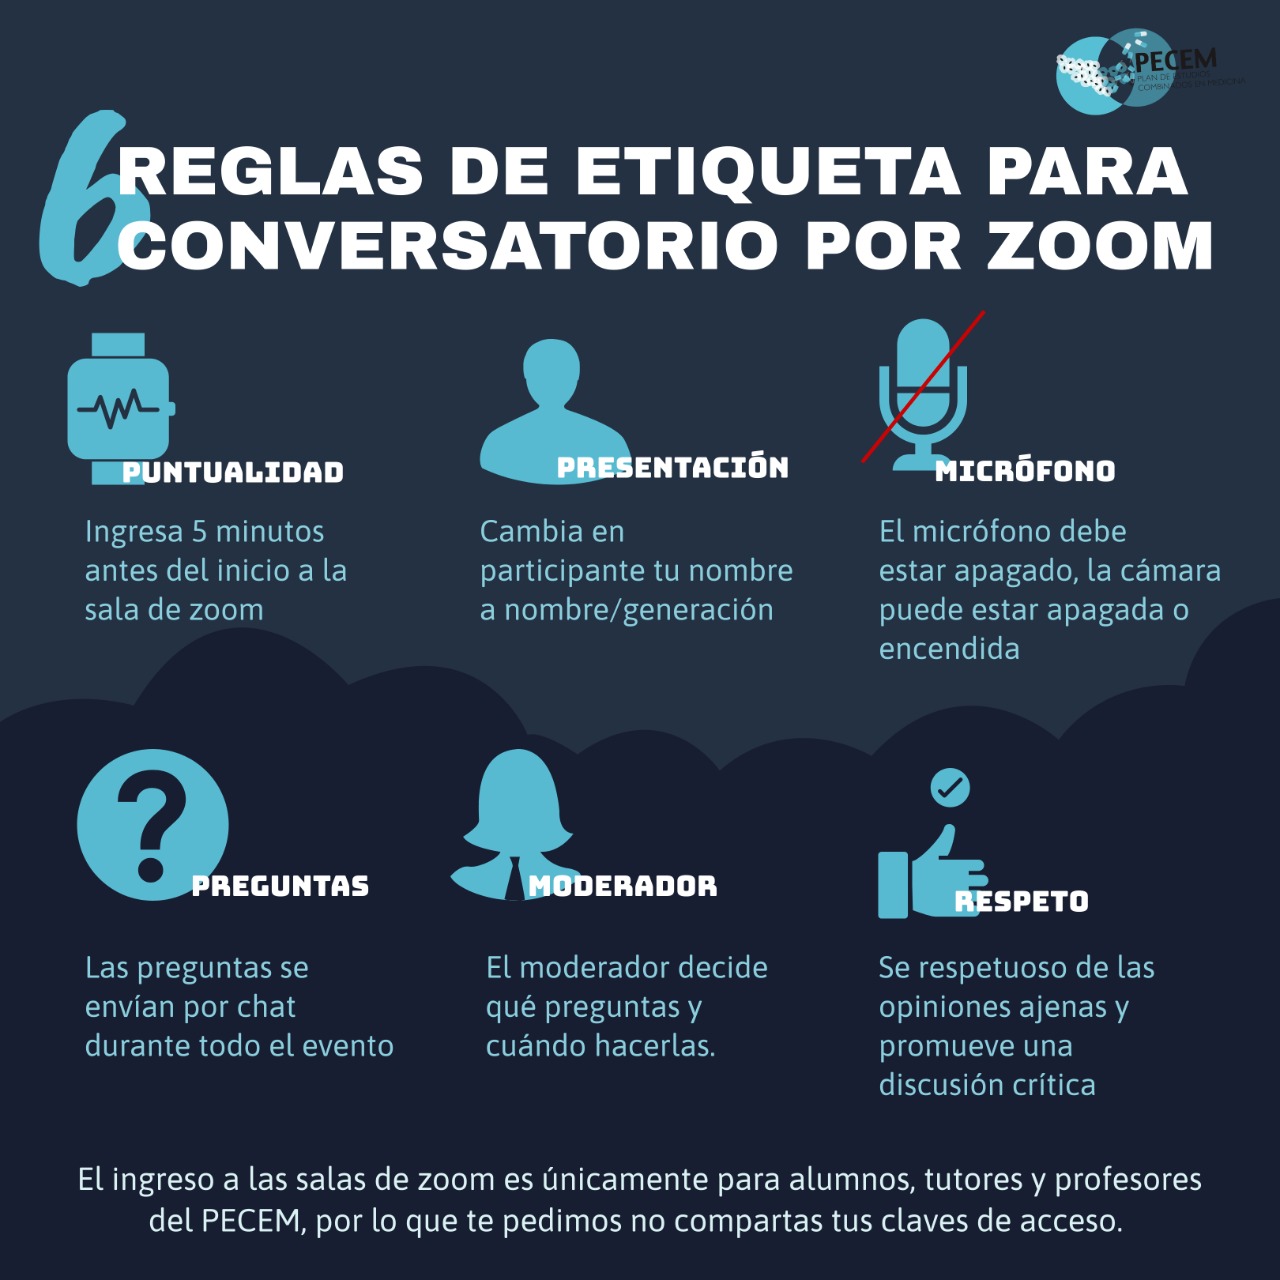 PECEM
PLAN DE ESTUDIOS
COMBINADOS EN MEDICINA
6 REGLAS DE ETIQUETA PARA
CONVERSATORIO POR ZOOM
PUNTUALIDAD
Ingresa 5 minutos
antes del inicio a la
sala de zoom
PRESENTACIÓN
Cambia en
participante tu nombre
a nombre/generación
MICRÓFONO
El micrófono debe
estar apagado, la cámara
puede estar apagada o
encendida
PREGUNTAS
Las preguntas se
envían por chat
durante todo el evento
MODERADOR
El moderador decide
qué preguntas y
cuándo hacerlas.
RESPETO
Se respetuoso de las
opiniones ajenas y
promueve una
discusión crítica
El ingreso a las salas de zoom es únicamente para alumnos, tutores y profesores
del PECEM, por lo que te pedimos no compartas tus claves de acceso.